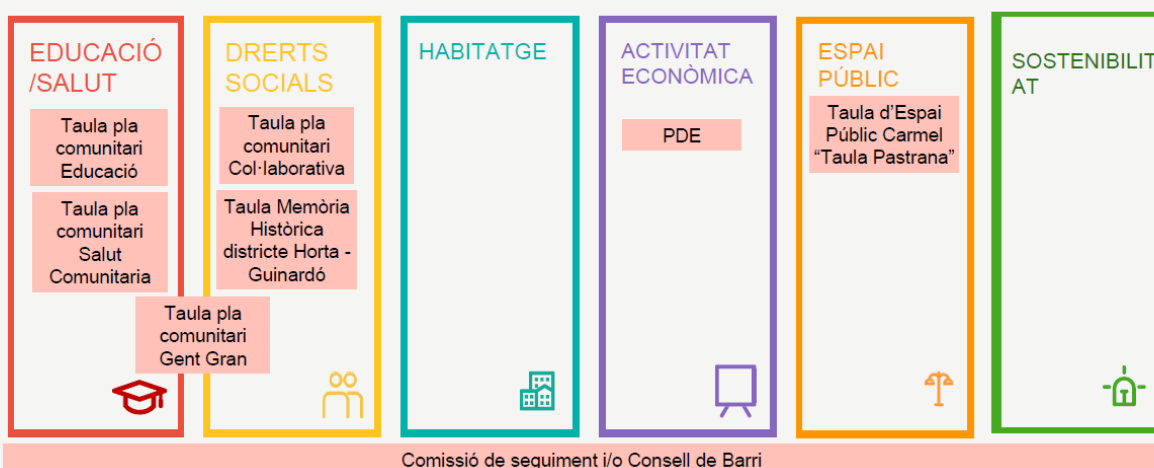 EDUCACIÓ
/SALUT
Taula pla
comunitari
Educació
Taula pla
comunitari
Salut
Comunitaria
Taula pla
comunitari
Gent Gran
DRERTS
SOCIALS
Taula pla
comunitari
Col·laborativa
Taula Memòria
Històrica
districte Horta -
Guinardó
HABITATGE
ACTIVITAT
ECONÒMICA
PDE
ESPAI
PÚBLIC
Taula d’Espai
Públic Carmel
“Taula Pastrana”
SOSTENIBILIT
AT
Comissió de seguiment i/o Consell de Barri